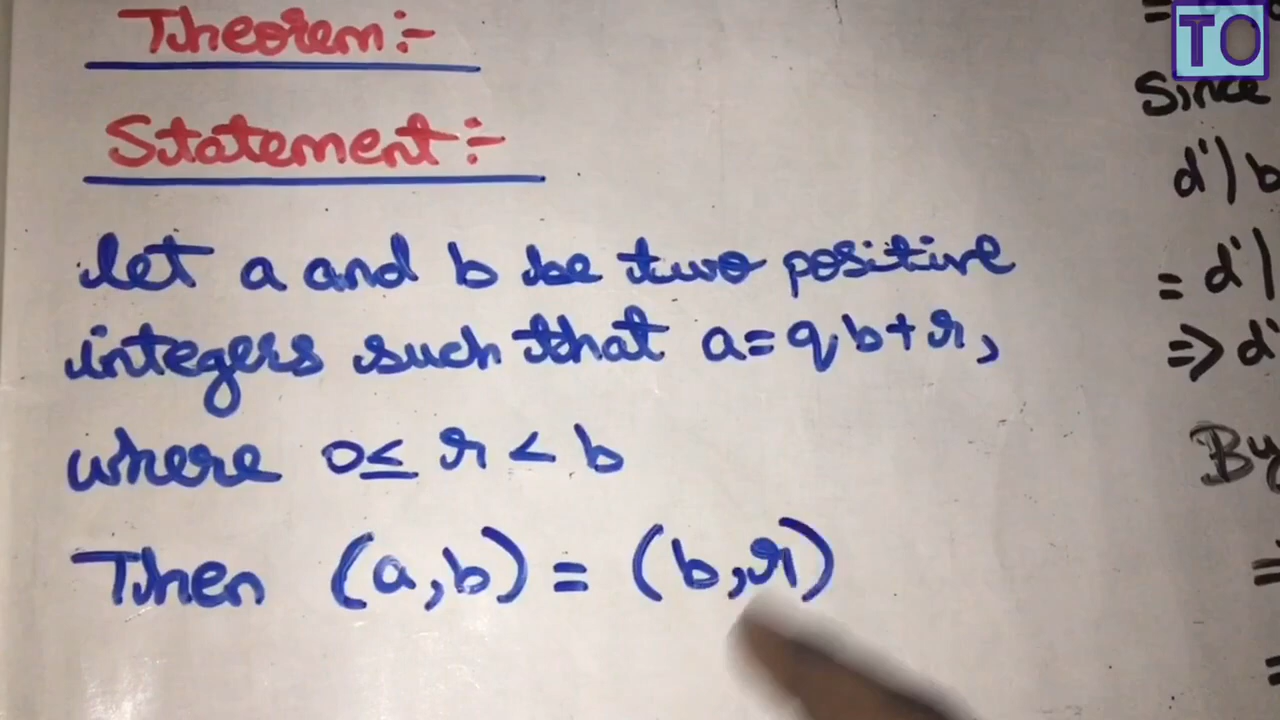 Theorem :-
Statement :-
let a and b be two positive
integers such that a=qb+r,
where 0≤ r < b
Then (a,b) = (b,r)
TO
Since
d'|b
= d'|
=> d'
By
=
=